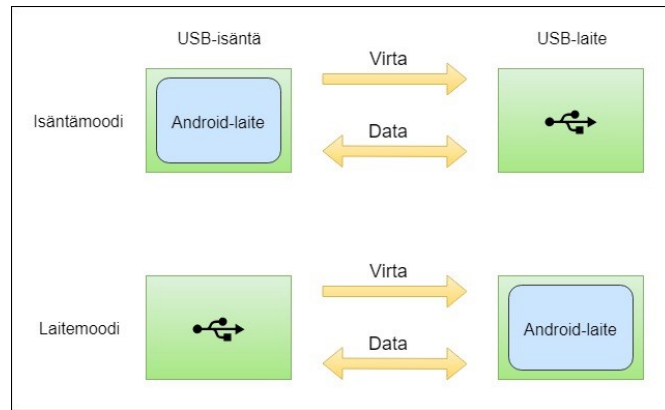 USB-isäntä
USB-laite
Virta
Isäntämoodi
Android-laite
Data
Virta
Laitemoodi
Android-laite
Data